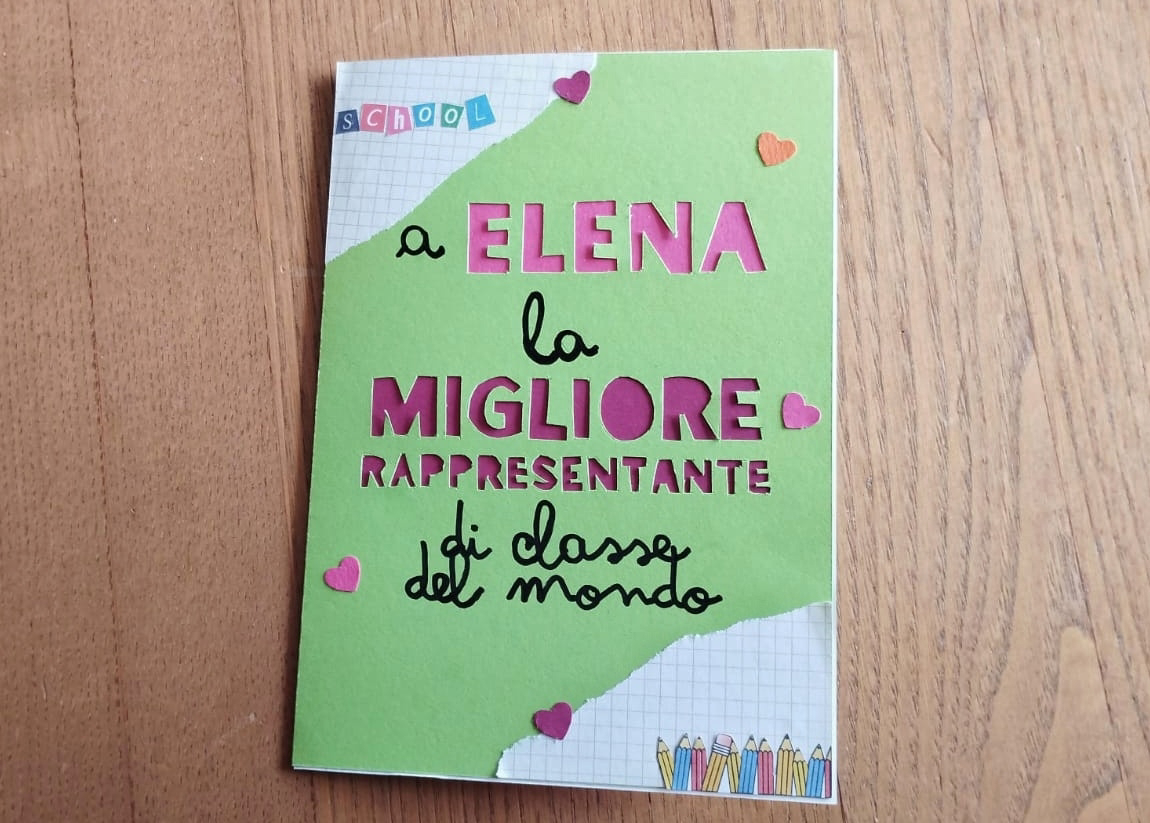 SChOOL
a ELENA
la
MIGLIORE
RAPPRESENTANTE
di classe
del mondo